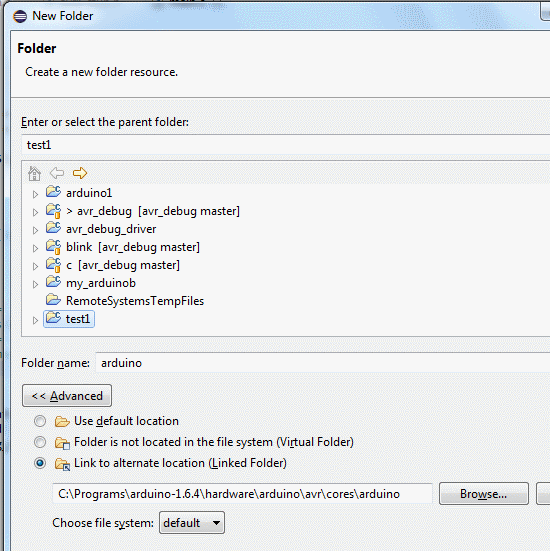 New Folder
Folder
Create a new folder resource.
Enter or select the parent folder:
test1
arduino1
> avr_debug [avr_debug master]
avr_debug_driver
blink [avr_debug master]
c [avr_debug master]
my_arduinob
RemoteSystemsTempFiles
test1
Folder name: arduino
<< Advanced
Use default location
Folder is not located in the file system (Virtual Folder)
Link to alternate location (Linked Folder)
C:\Programs\arduino-1.6.4\hardware\arduino\avr\cores\arduino Browse...
Choose file system: default